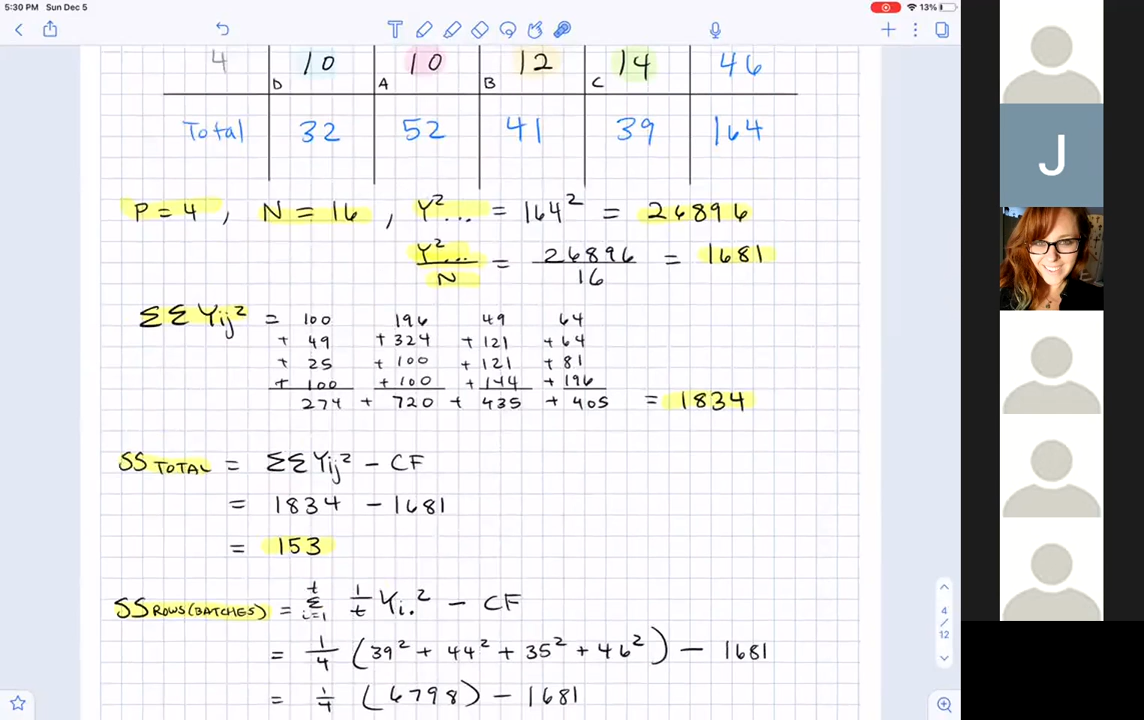 5:30 PM Sun Dec 5
13%
4 10 10 12 14 46
D A B C
Total 32 52 41 39 164
P = 4 , N = 16 , Y²... = 164² = 26896
Y²... / N = 26896 / 16 = 1681
ΣΣ Yij² = 100 196 49 64
+ 49 + 324 + 121 + 64
+ 25 + 100 + 121 + 81
+ 100 + 100 + 144 + 196
274 + 720 + 435 + 405 = 1834
SS TOTAL = ΣΣ Yij² - CF
= 1834 - 1681
= 153
SS ROWS (BATCHES) = t Σ i=1 1/t Yi.² - CF
= 1/4 (39² + 44² + 35² + 46²) - 1681
= 1/4 (6798) - 1681
J
4
/
12